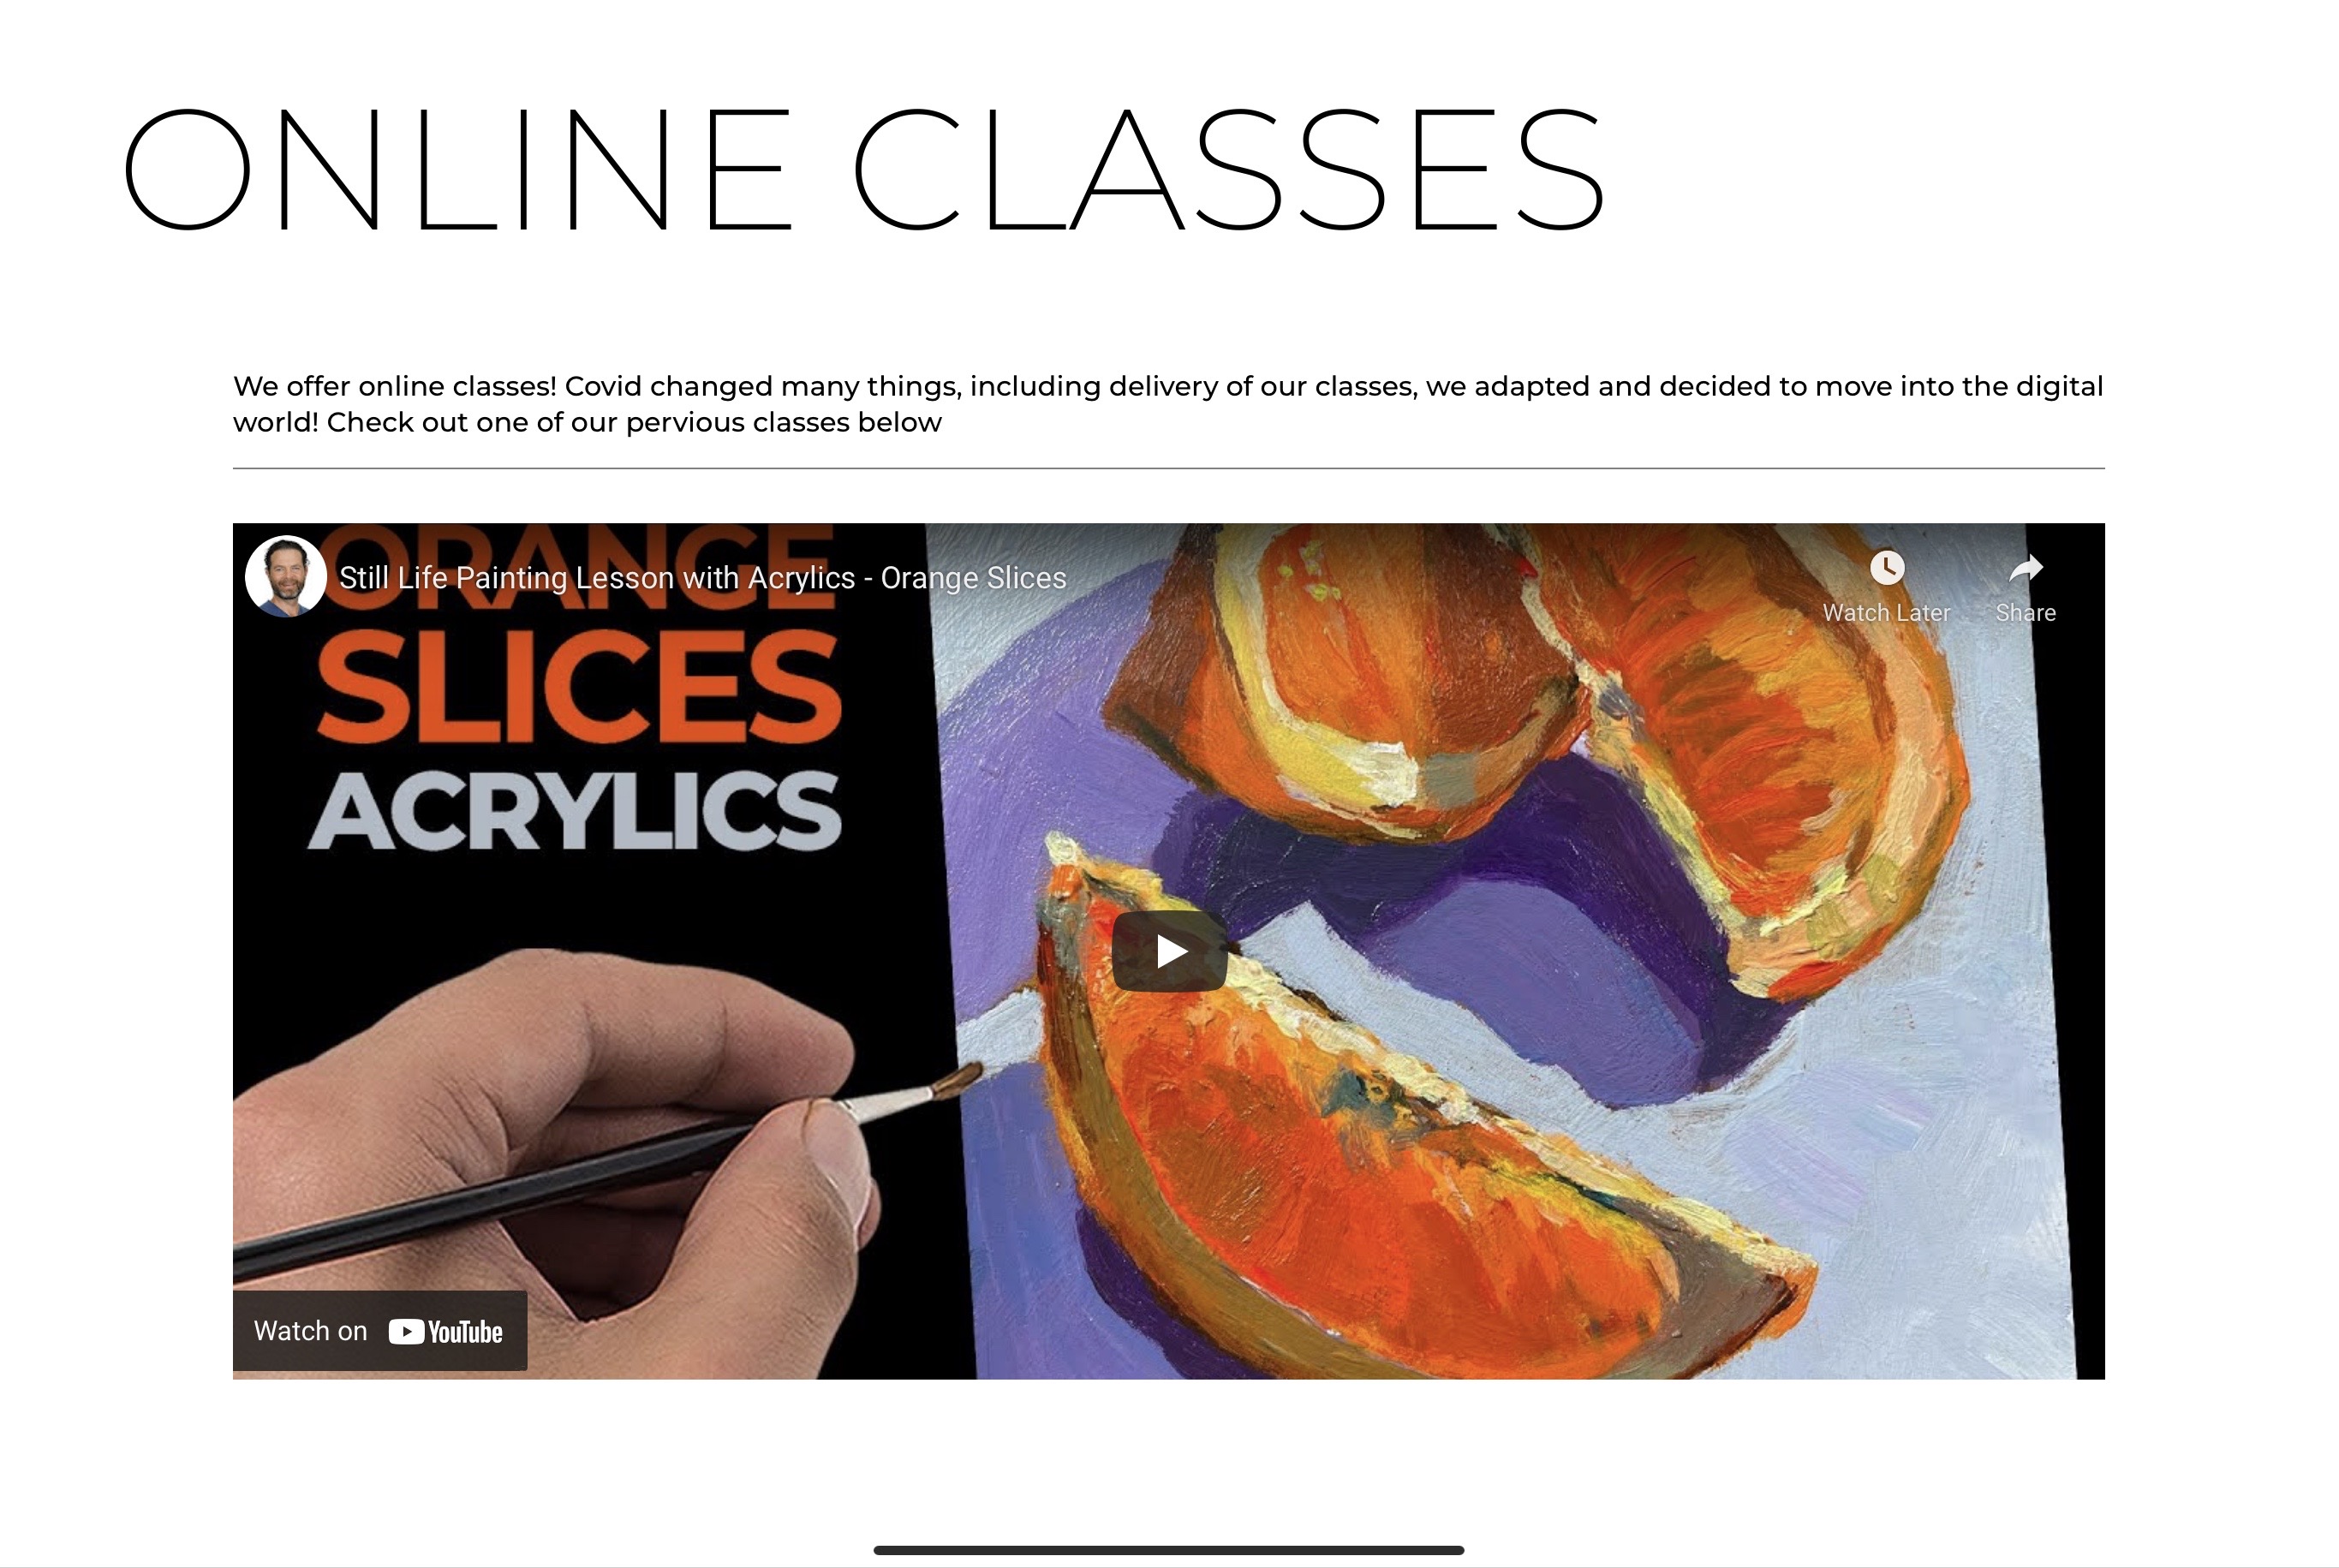 ONLINE CLASSES
We offer online classes! Covid changed many things, including delivery of our classes, we adapted and decided to move into the digital
world! Check out one of our pervious classes below
ORANGE
Still Life Painting Lesson with Acrylics - Orange Slices
Watch Later
Share
SLICES
ACRYLICS
Watch on YouTube